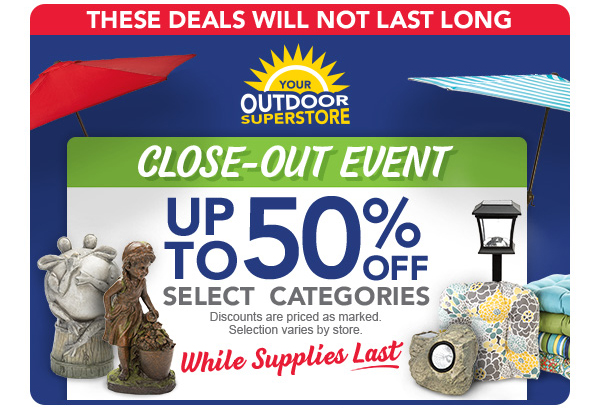 THESE DEALS WILL NOT LAST LONG
YOUR
OUTDOOR
SUPERSTORE
CLOSE-OUT EVENT
UP TO 50% OFF
SELECT CATEGORIES
Discounts are priced as marked.
Selection varies by store.
While Supplies Last